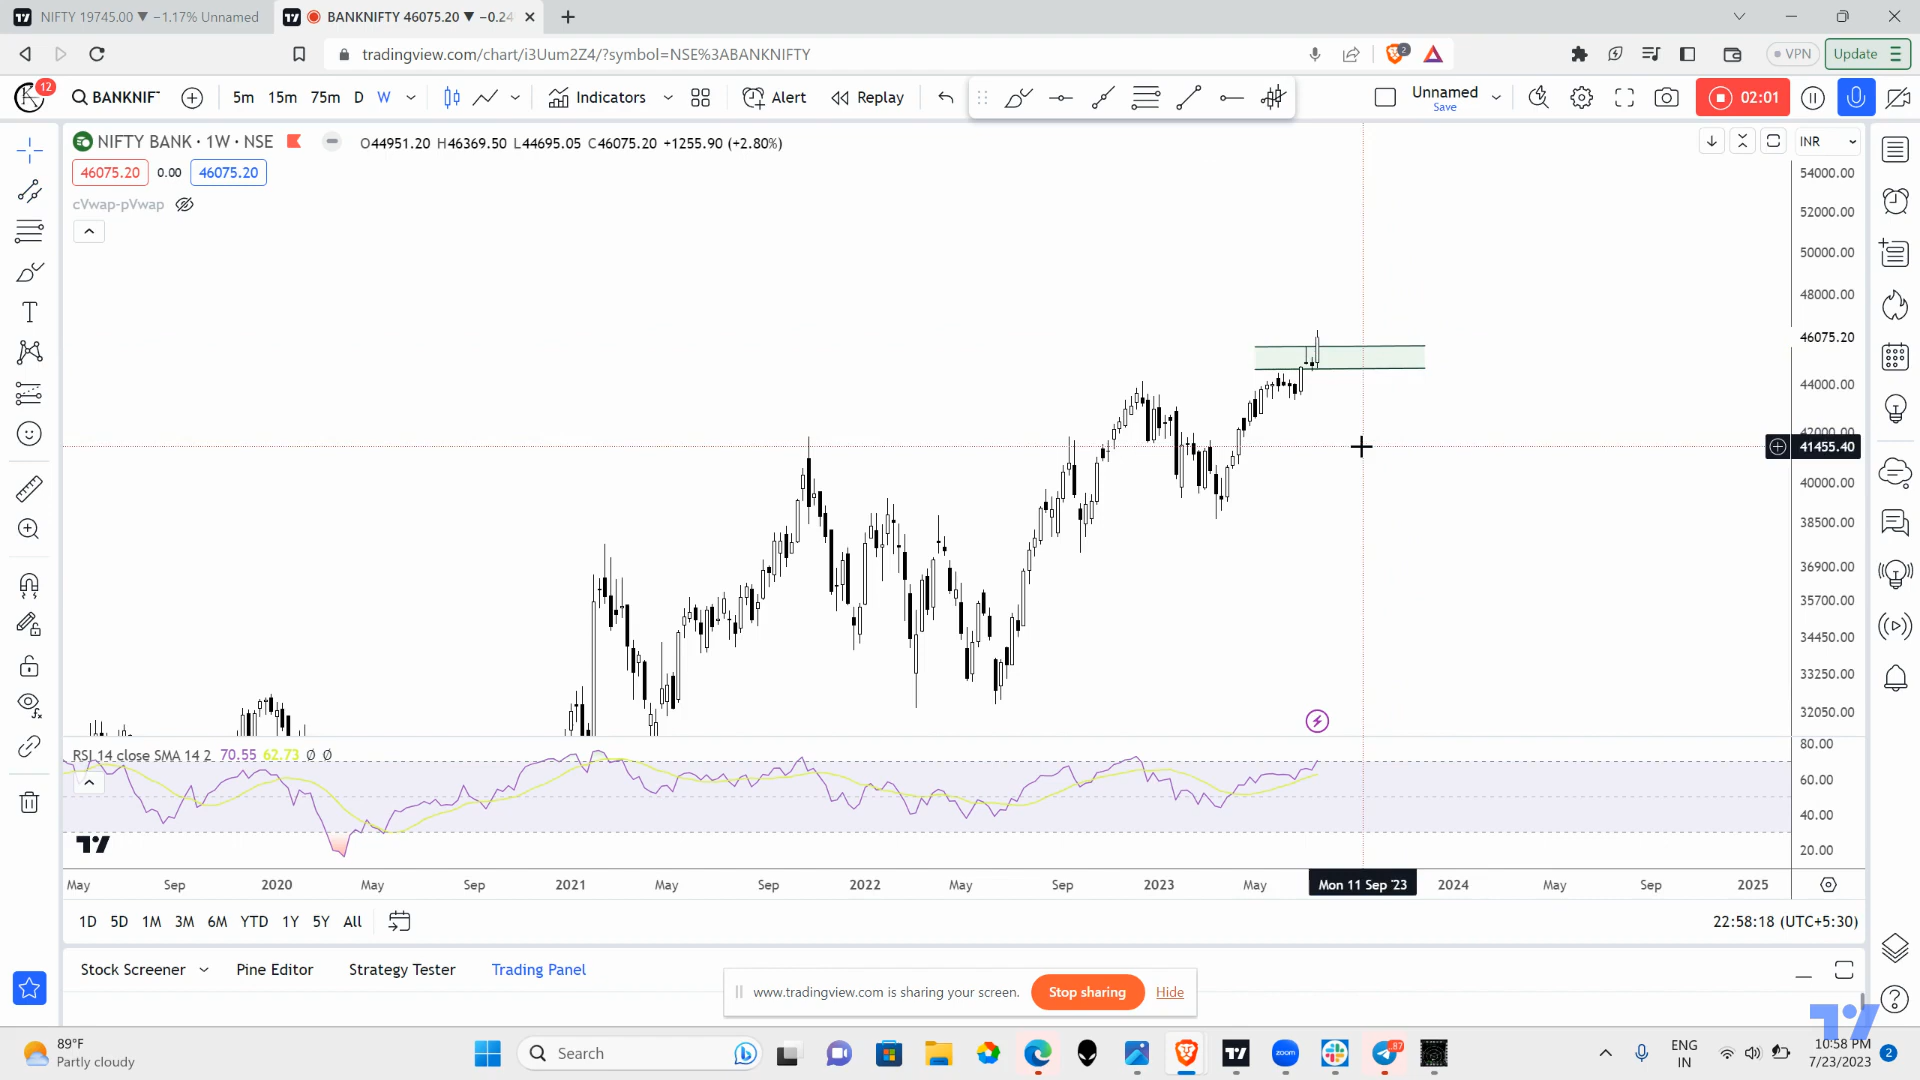 NIFTY 19745.00 ▼ −1.17% Unnamed
BANKNIFTY 46075.20 ▼ −0.24
tradingview.com/chart/i3Uum2Z4/?symbol=NSE%3ABANKNIFTY
2
VPN
Update
12
BANKNIF
5m
15m
75m
D
W
Indicators
Alert
Replay
Unnamed
Save
02:01
NIFTY BANK · 1W · NSE
O44951.20 H46369.50 L44695.05 C46075.20 +1255.90 (+2.80%)
INR
46075.20
0.00
46075.20
cVwap-pVwap
54000.00
52000.00
50000.00
48000.00
46075.20
44000.00
42000.00
41455.40
40000.00
38500.00
36900.00
35700.00
34450.00
33250.00
32050.00
RSI 14 close SMA 14 2 70.55 62.73 Ø Ø
80.00
60.00
40.00
20.00
May
Sep
2020
May
Sep
2021
May
Sep
2022
May
Sep
2023
May
Mon 11 Sep '23
2024
May
Sep
2025
1D
5D
1M
3M
6M
YTD
1Y
5Y
All
22:58:18 (UTC+5:30)
Stock Screener
Pine Editor
Strategy Tester
Trading Panel
www.tradingview.com is sharing your screen.
Stop sharing
Hide
89°F
Partly cloudy
Search
zoom
87
ENG
IN
10:58 PM
7/23/2023
2